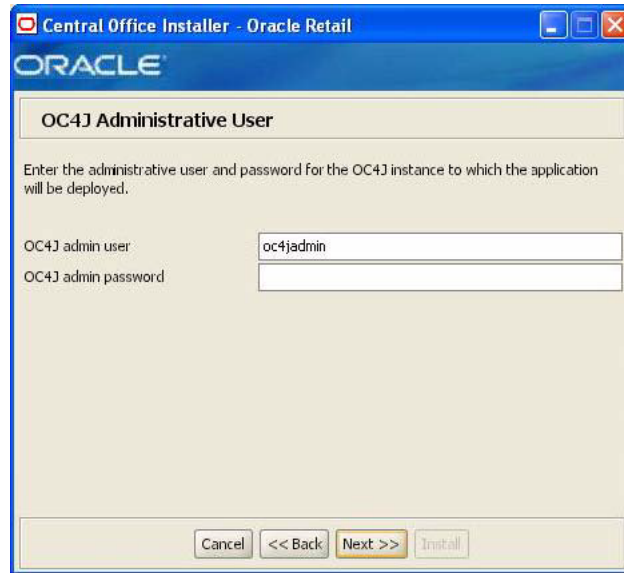 Central Office Installer - Oracle Retail
ORACLE
OC4J Administrative User
Enter the administrative user and password for the OC4J instance to which the application
will be deployed.
OC4J admin user oc4jadmin
OC4J admin password
Cancel << Back Next >> Install